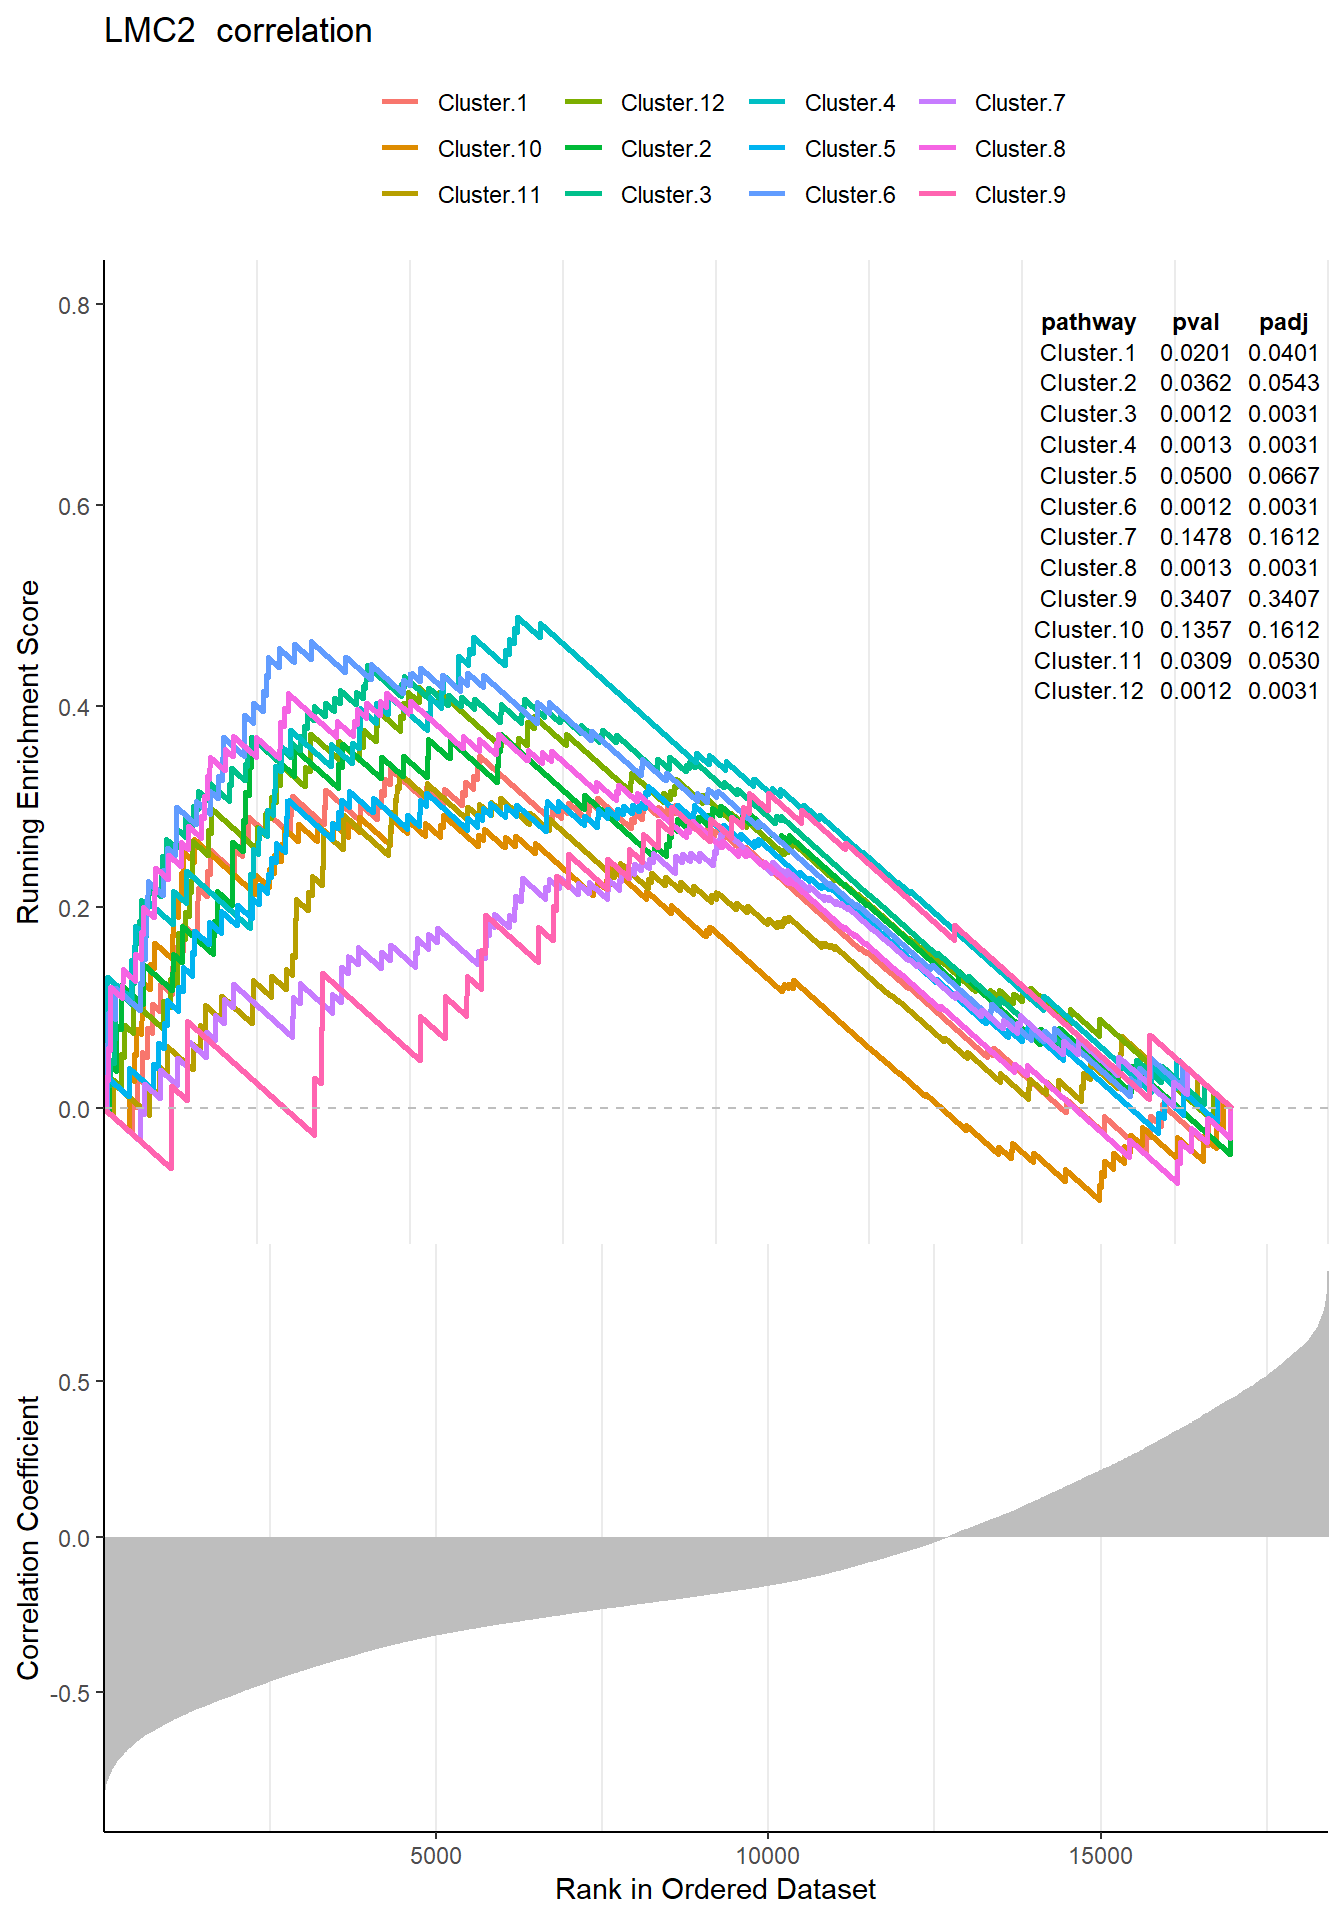 LMC2  correlation
Cluster.1 Cluster.12 Cluster.4 Cluster.7
Cluster.10 Cluster.2 Cluster.5 Cluster.8
Cluster.11 Cluster.3 Cluster.6 Cluster.9
Running Enrichment Score
0.8
0.6
0.4
0.2
0.0
pathway pval padj
Cluster.1 0.0201 0.0401
Cluster.2 0.0362 0.0543
Cluster.3 0.0012 0.0031
Cluster.4 0.0013 0.0031
Cluster.5 0.0500 0.0667
Cluster.6 0.0012 0.0031
Cluster.7 0.1478 0.1612
Cluster.8 0.0013 0.0031
Cluster.9 0.3407 0.3407
Cluster.10 0.1357 0.1612
Cluster.11 0.0309 0.0530
Cluster.12 0.0012 0.0031
Correlation Coefficient
0.5
0.0
-0.5
5000 10000 15000
Rank in Ordered Dataset